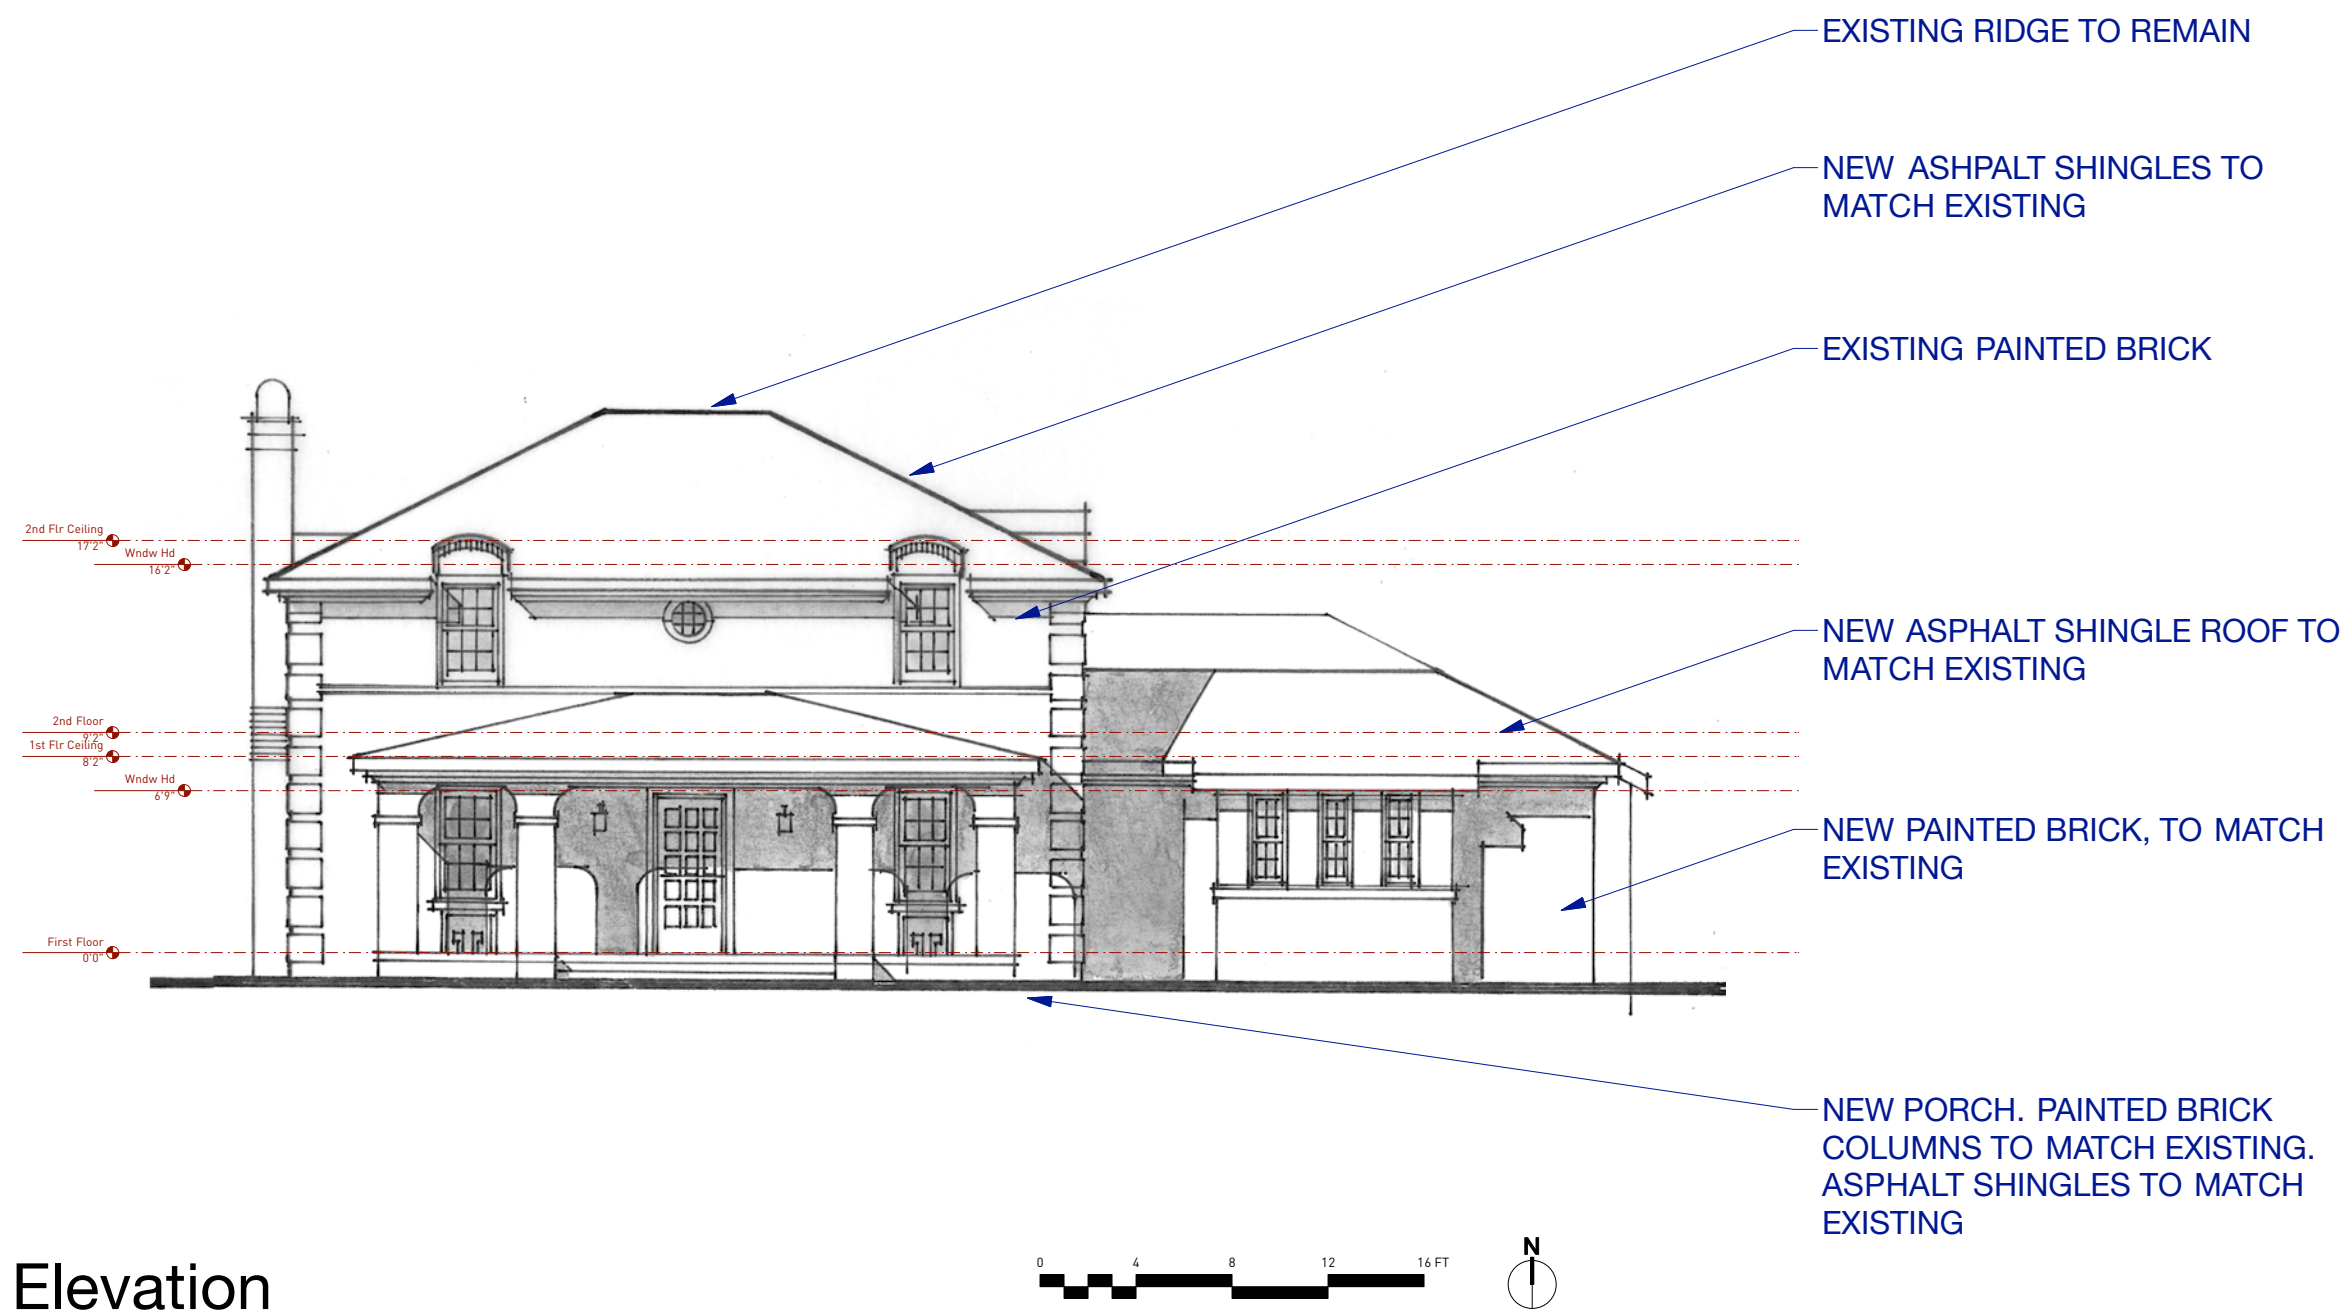 EXISTING RIDGE TO REMAIN
NEW ASHPALT SHINGLES TO
MATCH EXISTING
EXISTING PAINTED BRICK
2nd Flr Ceiling
17'2"
Wndw Hd
16'2"
NEW ASPHALT SHINGLE ROOF TO
MATCH EXISTING
2nd Floor
9'2"
1st Flr Ceiling
8'2"
Wndw Hd
6'9"
NEW PAINTED BRICK, TO MATCH
EXISTING
First Floor
0'0"
NEW PORCH. PAINTED BRICK
COLUMNS TO MATCH EXISTING.
ASPHALT SHINGLES TO MATCH
EXISTING
Elevation
0 4 8 12 16 FT
N